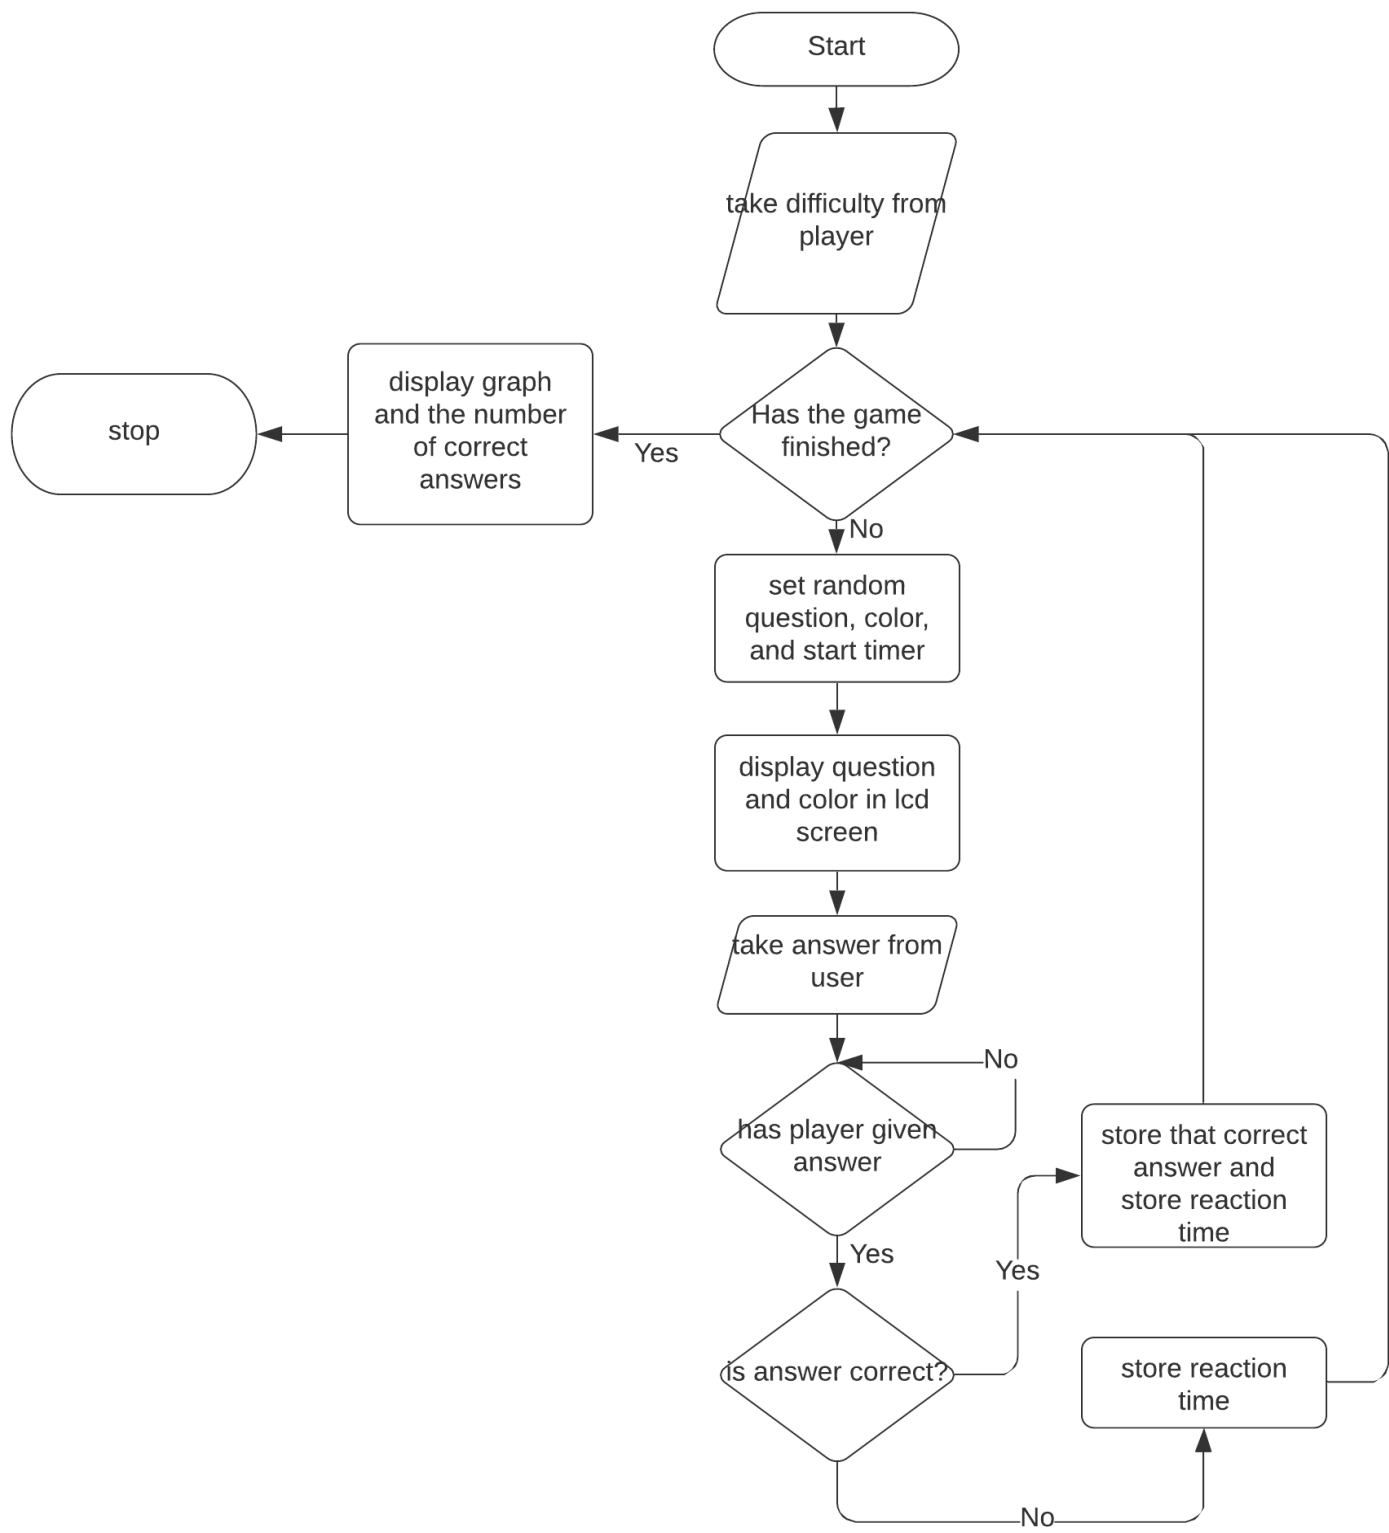 Start
take difficulty from
player
Has the game
finished?
Yes
display graph
and the number
of correct
answers
stop
No
set random
question, color,
and start timer
display question
and color in lcd
screen
take answer from
user
No
has player given
answer
Yes
is answer correct?
Yes
store that correct
answer and
store reaction
time
No
store reaction
time